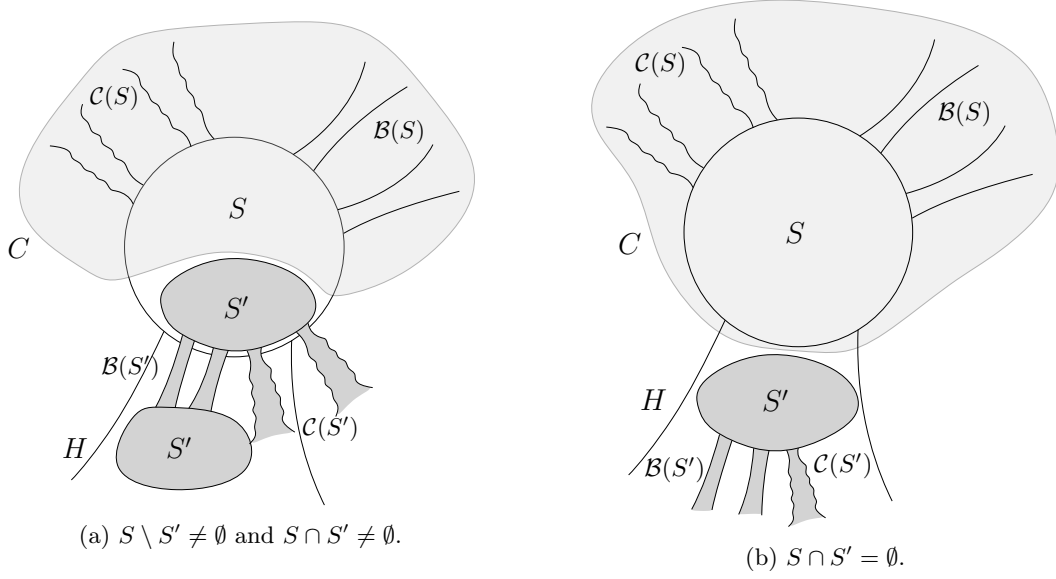 𝒞(S)
ℬ(S)
S
C
S′
ℬ(S′)
𝒞(S′)
H
S′
(a) S \ S′ ≠ ∅ and S ∩ S′ ≠ ∅.
𝒞(S)
ℬ(S)
S
C
H
S′
ℬ(S′)
𝒞(S′)
(b) S ∩ S′ = ∅.